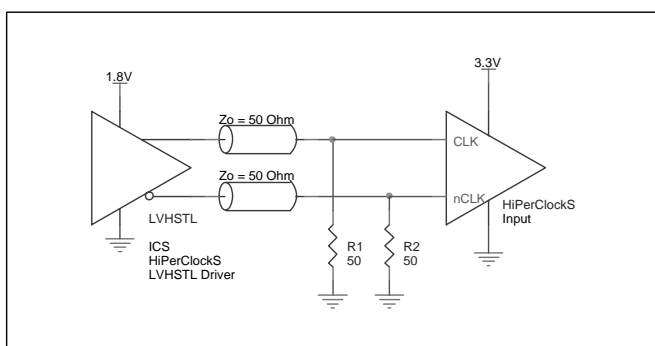 1.8V
3.3V
Zo = 50 Ohm
CLK
Zo = 50 Ohm
nCLK
HiPerClockS
Input
LVHSTL
ICS
HiPerClockS
LVHSTL Driver
R1
50
R2
50